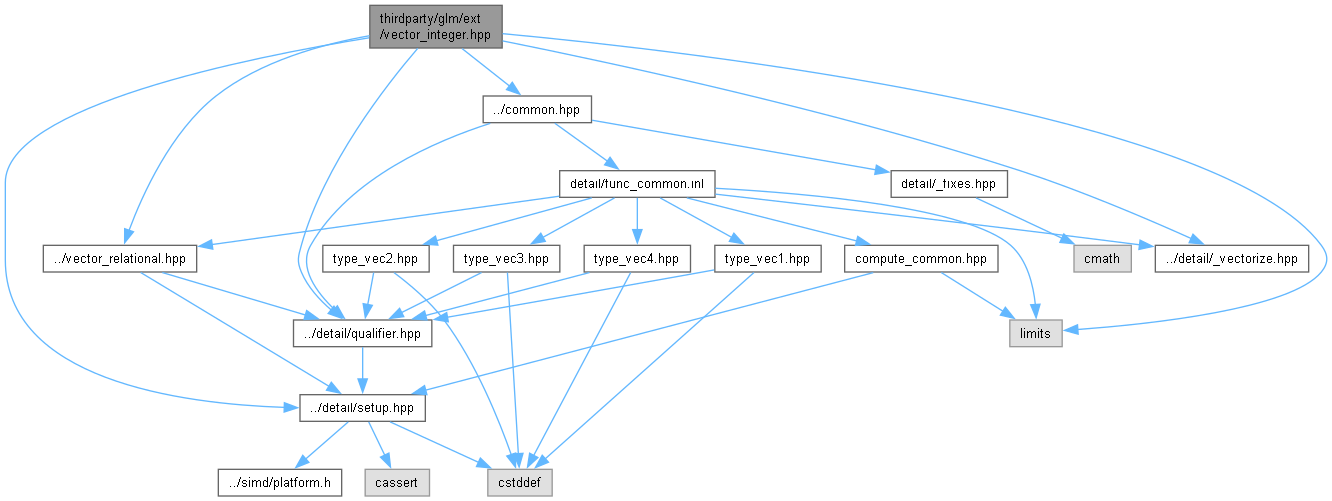 thirdparty/glm/ext
/vector_integer.hpp
../common.hpp
detail/func_common.inl
detail/_fixes.hpp
../vector_relational.hpp
type_vec2.hpp
type_vec3.hpp
type_vec4.hpp
type_vec1.hpp
compute_common.hpp
cmath
../detail/_vectorize.hpp
../detail/qualifier.hpp
limits
../detail/setup.hpp
../simd/platform.h
cassert
cstddef